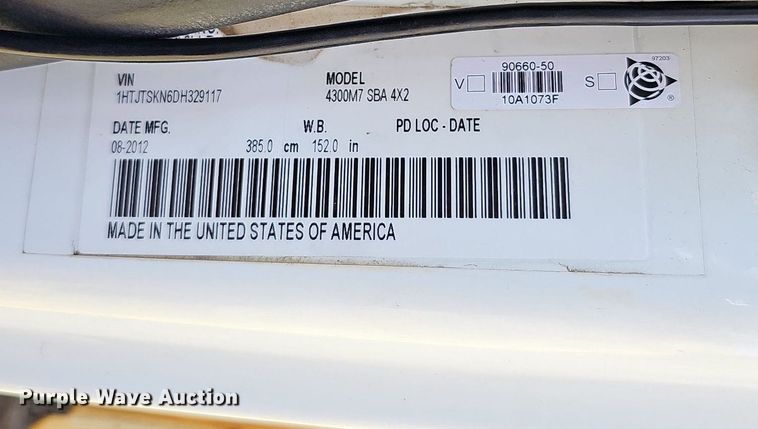 VIN MODEL
1HTJTSKN6DH329117 4300M7 SBA 4X2
90660-50
V S
10A1073F
97203
®
DATE MFG. W.B. PD LOC - DATE
08-2012 385.0 cm 152.0 in
MADE IN THE UNITED STATES OF AMERICA
Purple Wave Auction